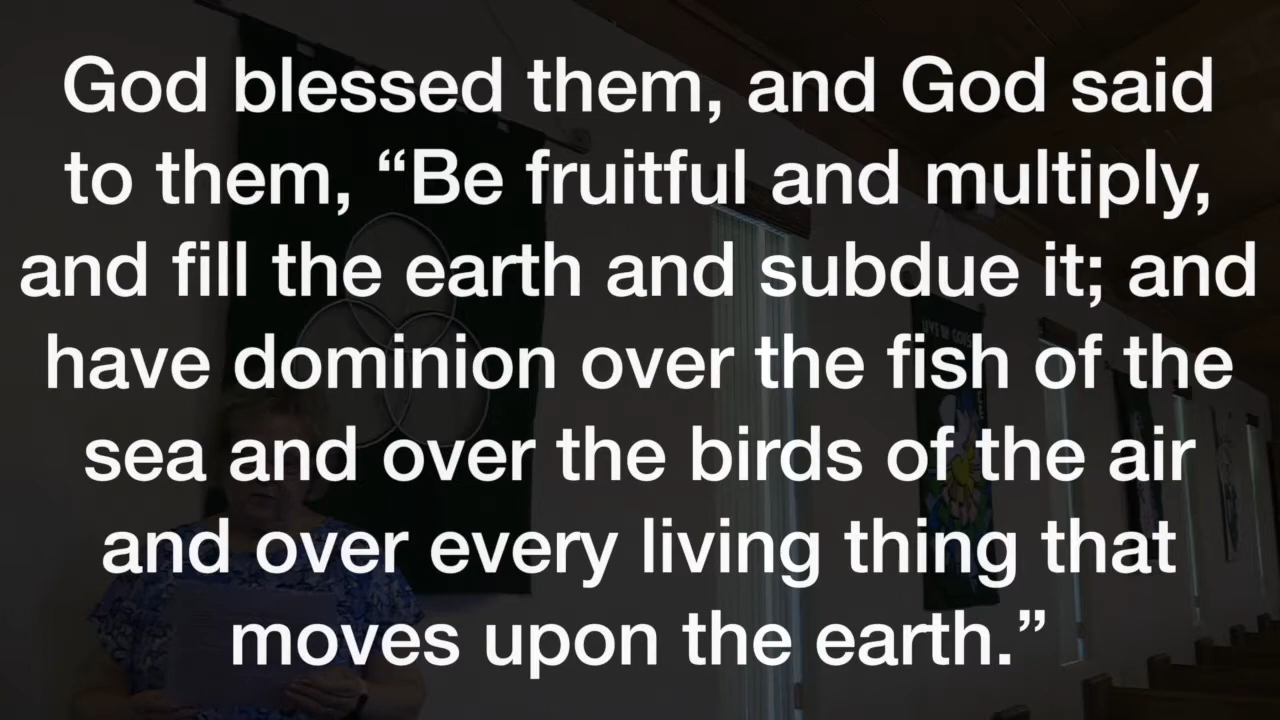 God blessed them, and God said
to them, “Be fruitful and multiply,
and fill the earth and subdue it; and
have dominion over the fish of the
sea and over the birds of the air
and over every living thing that
moves upon the earth.”